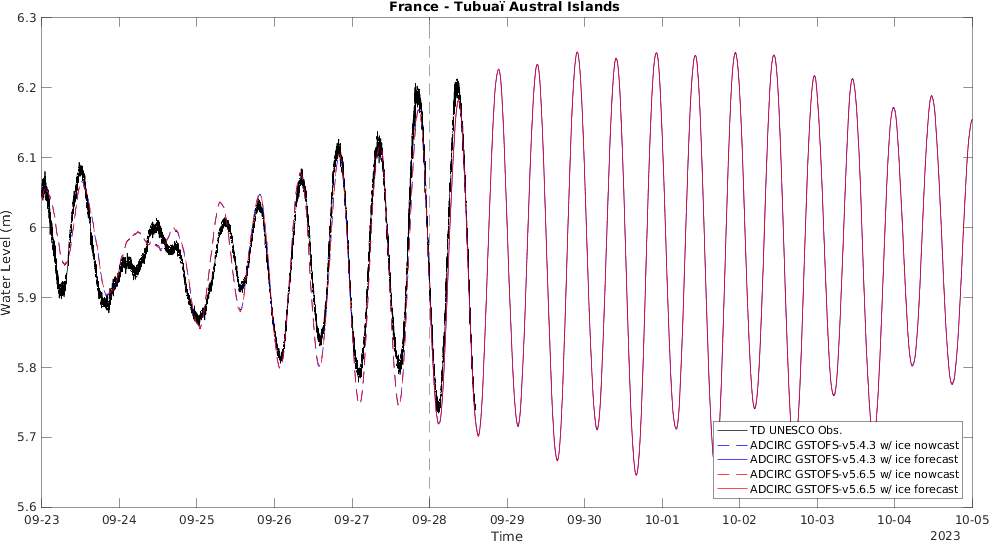 France - Tubuaï Austral Islands
6.3
6.2
6.1
6
5.9
5.8
5.7
5.6
Water Level (m)
TD UNESCO Obs.
ADCIRC GSTOFS-v5.4.3 w/ ice nowcast
ADCIRC GSTOFS-v5.4.3 w/ ice forecast
ADCIRC GSTOFS-v5.6.5 w/ ice nowcast
ADCIRC GSTOFS-v5.6.5 w/ ice forecast
09-23 09-24 09-25 09-26 09-27 09-28 09-29 09-30 10-01 10-02 10-03 10-04 10-05
Time
2023